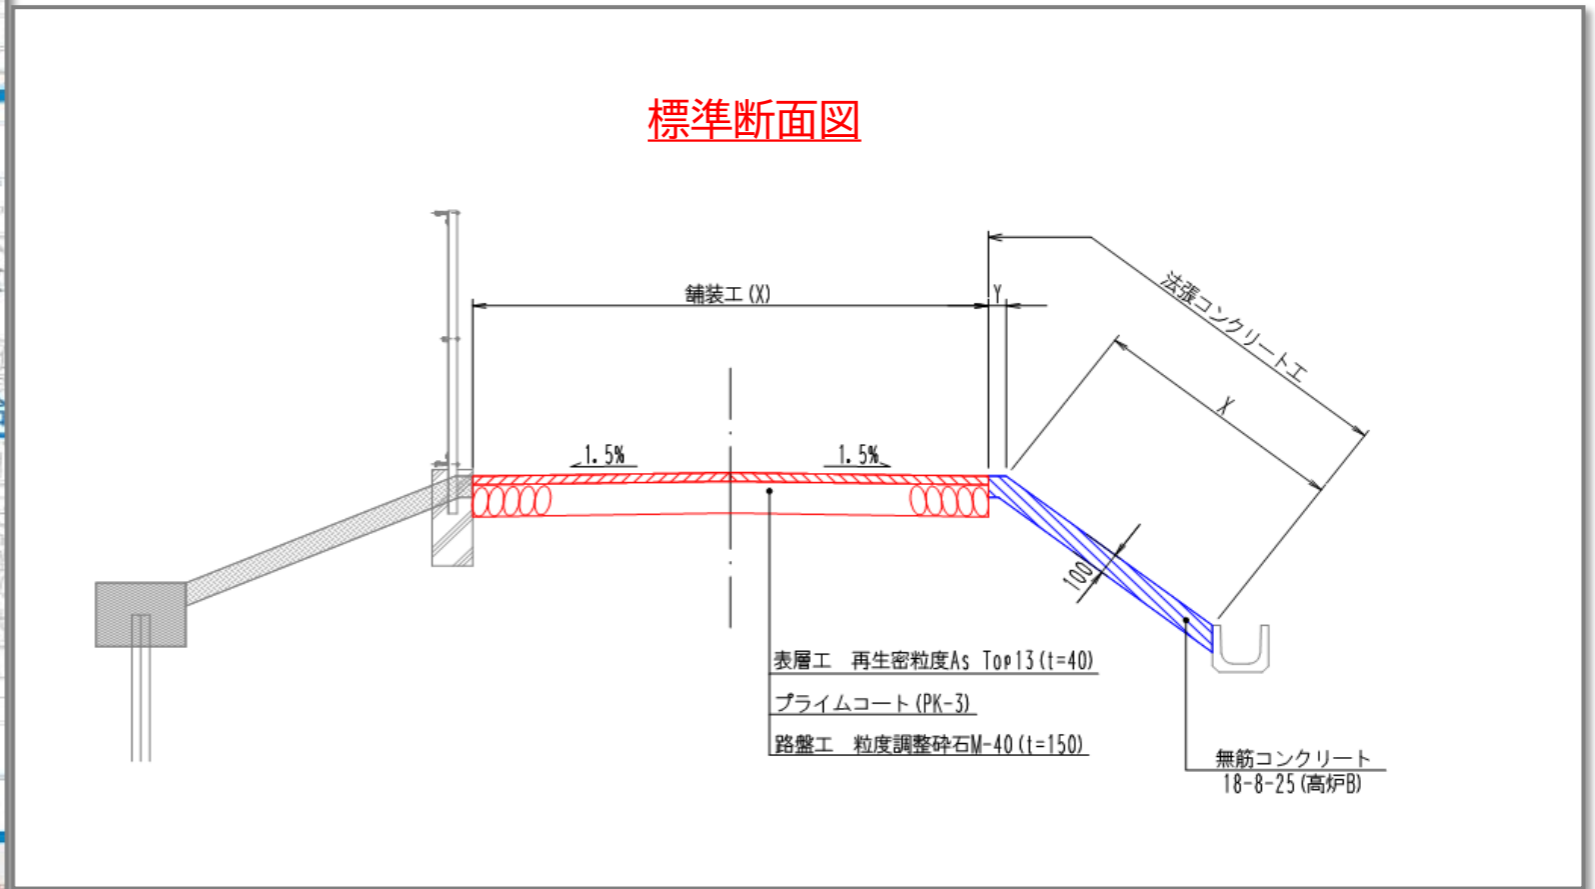 標準断面図
舗装工(X)
Y
法張コンクリート工
X
1.5%
1.5%
100
表層工 再生密粒度As Top13(t=40)
プライムコート(PK-3)
路盤工 粒度調整砕石M-40(t=150)
無筋コンクリート
18-8-25(高炉B)